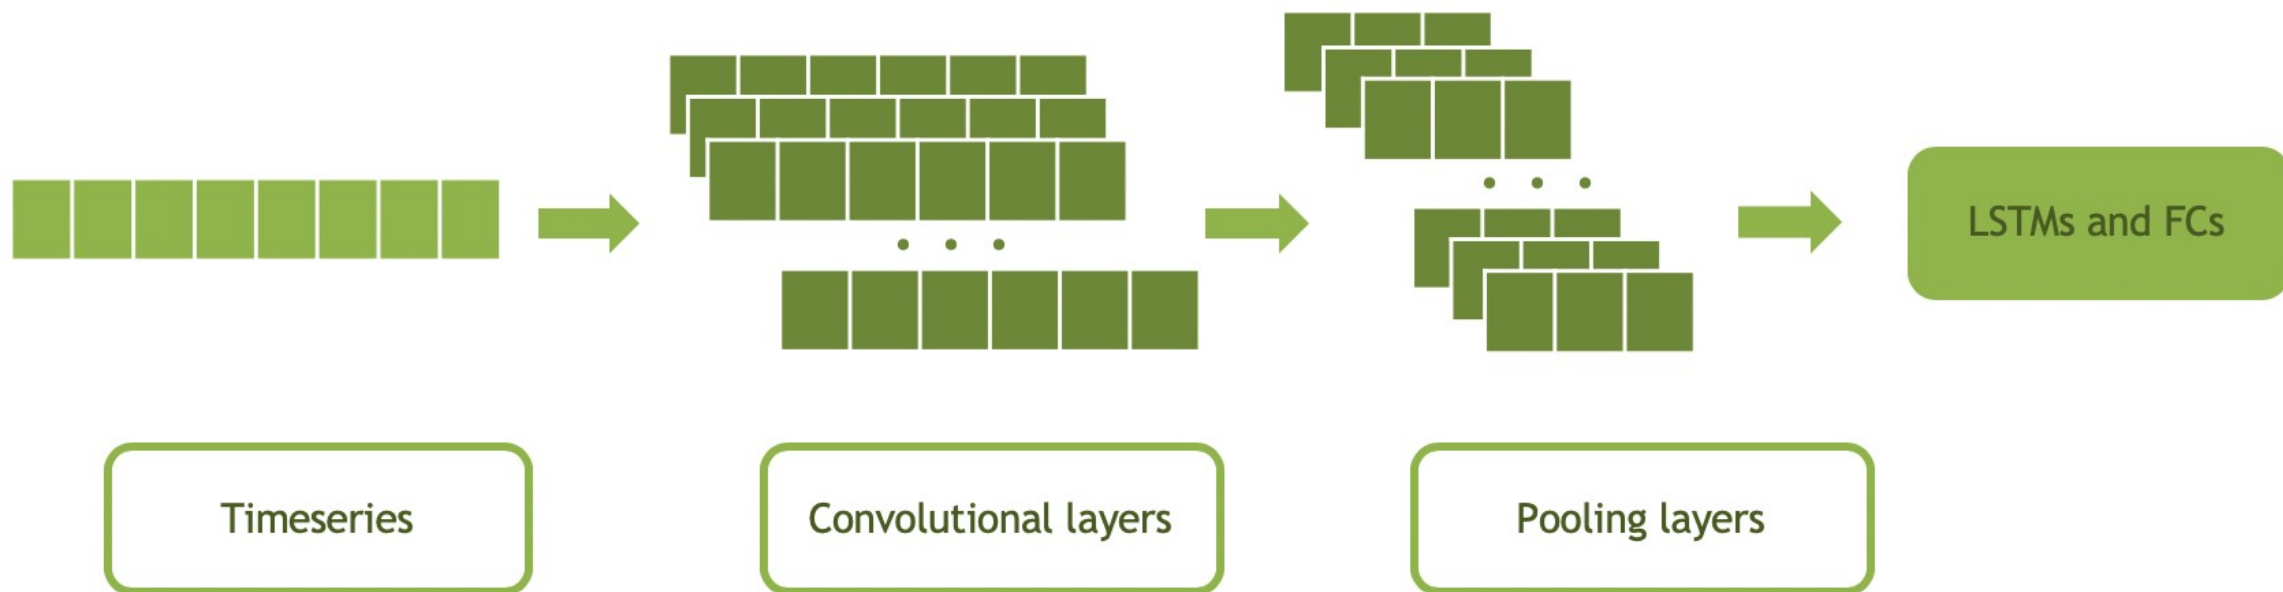 LSTMs and FCs
Timeseries
Convolutional layers
Pooling layers